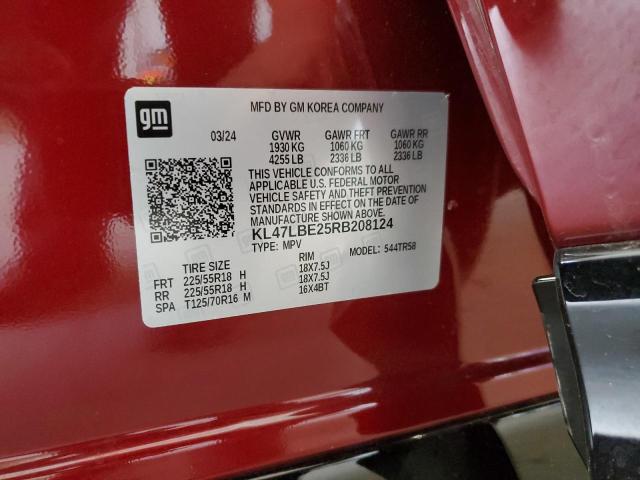 gm
MFD BY GM KOREA COMPANY
03/24 GVWR GAWR FRT GAWR RR
1930 KG 1060 KG 1060 KG
4255 LB 2336 LB 2336 LB
THIS VEHICLE CONFORMS TO ALL
APPLICABLE U.S. FEDERAL MOTOR
VEHICLE SAFETY AND THEFT PREVENTION
STANDARDS IN EFFECT ON THE DATE OF
MANUFACTURE SHOWN ABOVE.
KL47LBE25RB208124
TYPE: MPV MODEL: 544TR58
TIRE SIZE RIM
FRT 225/55R18 H 18X7.5J
RR 225/55R18 H 18X7.5J
SPA T125/70R16 M 16X4BT